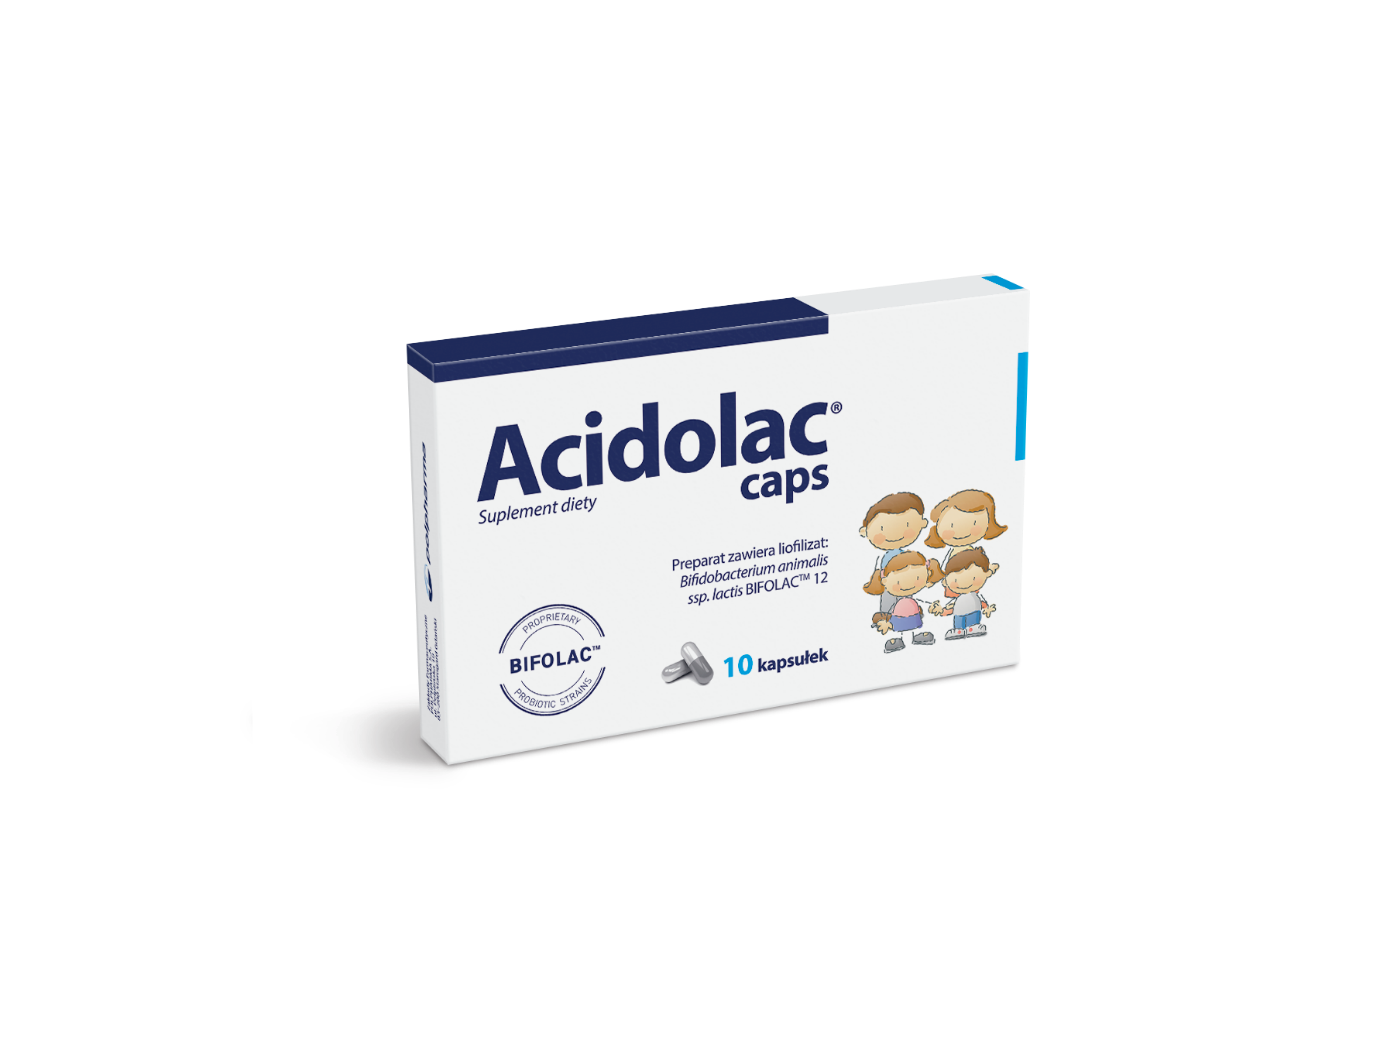 Acidolac®
caps
Suplement diety
Preparat zawiera liofilizat:
Bifidobacterium animalis
ssp. lactis BIFOLAC™ 12
10 kapsułek
PROPRIETARY
BIFOLAC™
PROBIOTIC STRAINS
polpharma